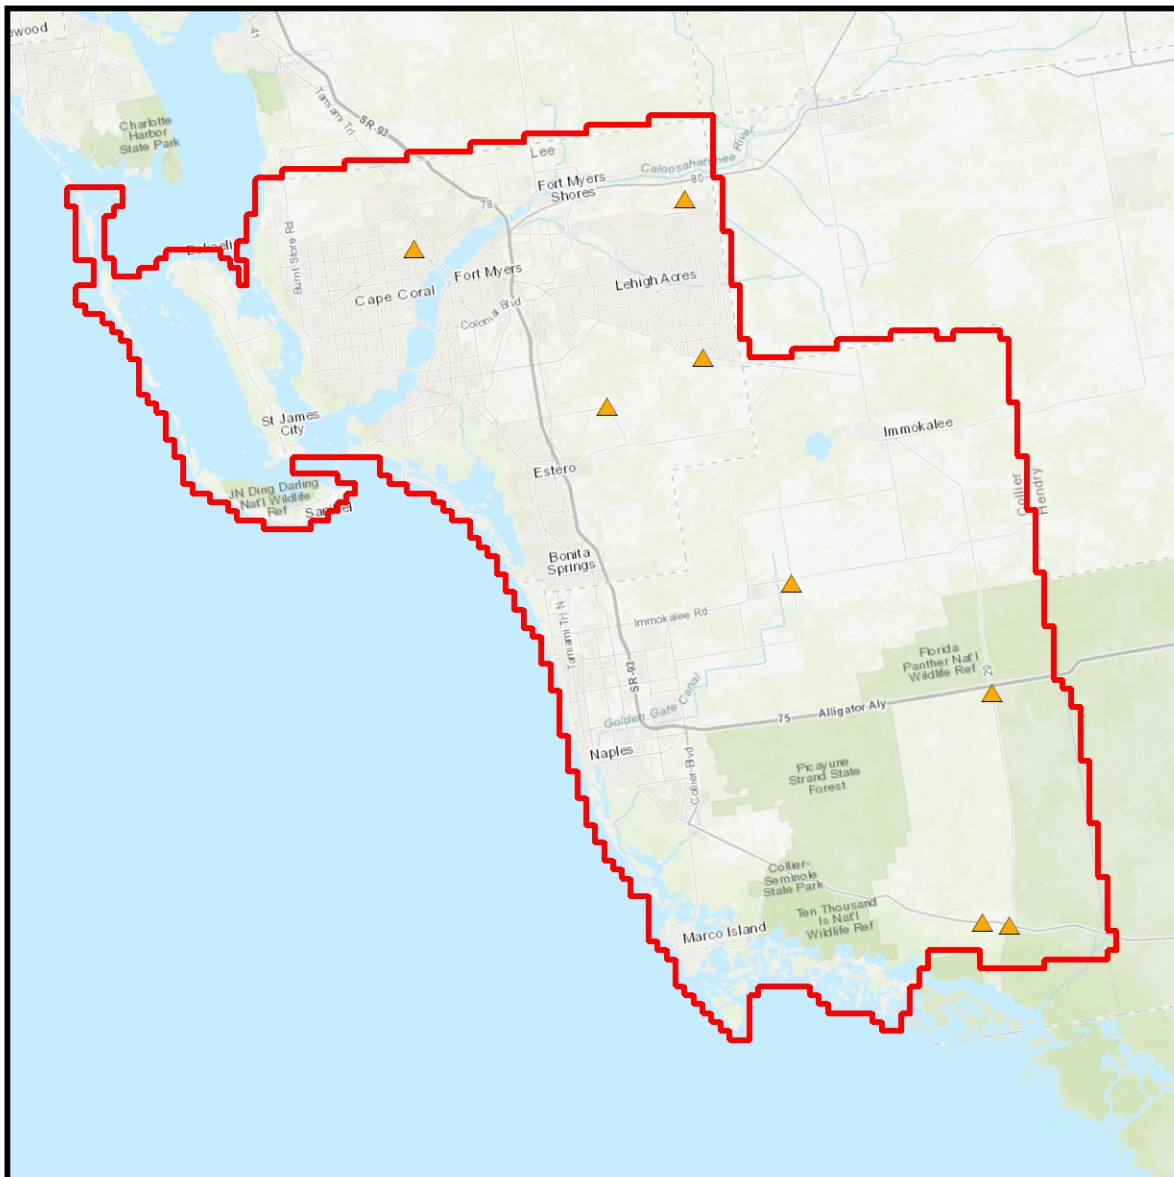 ewood
41
Tamiami Trl
SR-93
Charlotte
Harbor
State Park
Lee
Caloosahatchee
River
80
Fort Myers
Shores
78
Burnt Store Rd
Fort Myers
Lehigh Acres
Cape Coral
Colonial Blvd
St James
City
Immokalee
Estero
Collier
Hendry
JN Ding Darling
Nat'l Wildlife
Ref
Sanibel
Bonita
Springs
Tamiami Trl N
Immokalee Rd
Florida
Panther Nat'l
Wildlife Ref
29
SR-93
Golden Gate Canal
75
Alligator Aly
Naples
Collier-Blvd
Picayune
Strand State
Forest
Collier-
Seminole
State Park
Ten Thousand
Is Nat'l
Wildlife Ref
Marco Island